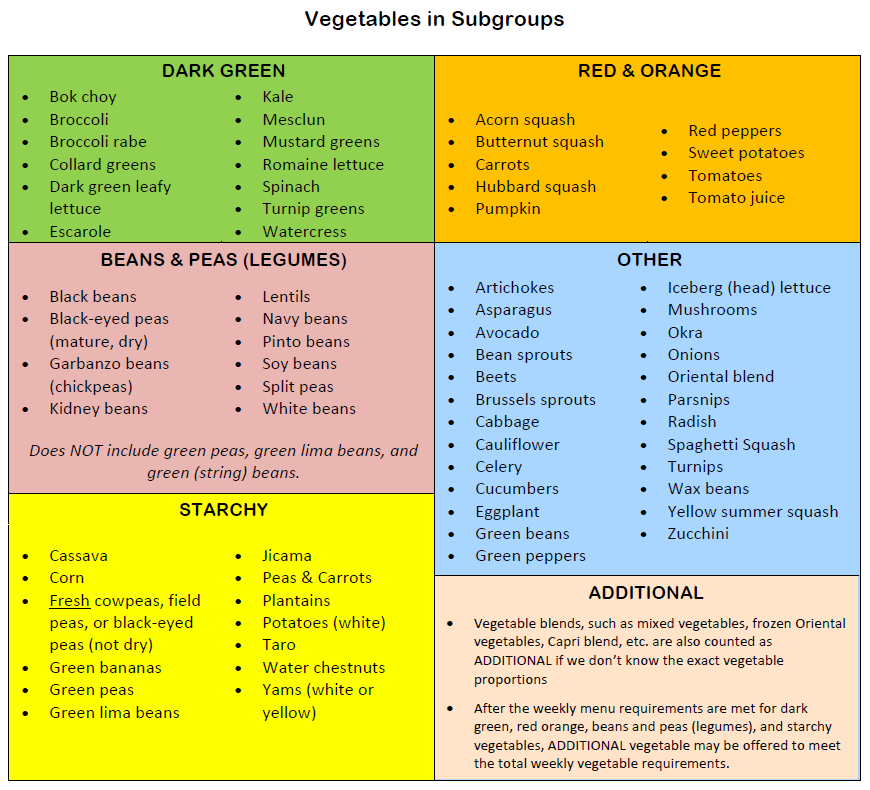 Vegetables in Subgroups
DARK GREEN
• Bok choy
• Broccoli
• Broccoli rabe
• Collard greens
• Dark green leafy
lettuce
• Escarole
• Kale
• Mesclun
• Mustard greens
• Romaine lettuce
• Spinach
• Turnip greens
• Watercress
RED & ORANGE
• Acorn squash
• Butternut squash
• Carrots
• Hubbard squash
• Pumpkin
• Red peppers
• Sweet potatoes
• Tomatoes
• Tomato juice
BEANS & PEAS (LEGUMES)
• Black beans
• Black-eyed peas
(mature, dry)
• Garbanzo beans
(chickpeas)
• Kidney beans
• Lentils
• Navy beans
• Pinto beans
• Soy beans
• Split peas
• White beans
Does NOT include green peas, green lima beans, and
green (string) beans.
OTHER
• Artichokes
• Asparagus
• Avocado
• Bean sprouts
• Beets
• Brussels sprouts
• Cabbage
• Cauliflower
• Celery
• Cucumbers
• Eggplant
• Green beans
• Green peppers
• Iceberg (head) lettuce
• Mushrooms
• Okra
• Onions
• Oriental blend
• Parsnips
• Radish
• Spaghetti Squash
• Turnips
• Wax beans
• Yellow summer squash
• Zucchini
STARCHY
• Cassava
• Corn
• Fresh cowpeas, field
peas, or black-eyed
peas (not dry)
• Green bananas
• Green peas
• Green lima beans
• Jicama
• Peas & Carrots
• Plantains
• Potatoes (white)
• Taro
• Water chestnuts
• Yams (white or
yellow)
ADDITIONAL
• Vegetable blends, such as mixed vegetables, frozen Oriental
vegetables, Capri blend, etc. are also counted as
ADDITIONAL if we don't know the exact vegetable
proportions
• After the weekly menu requirements are met for dark
green, red orange, beans and peas (legumes), and starchy
vegetables, ADDITIONAL vegetable may be offered to meet
the total weekly vegetable requirements.